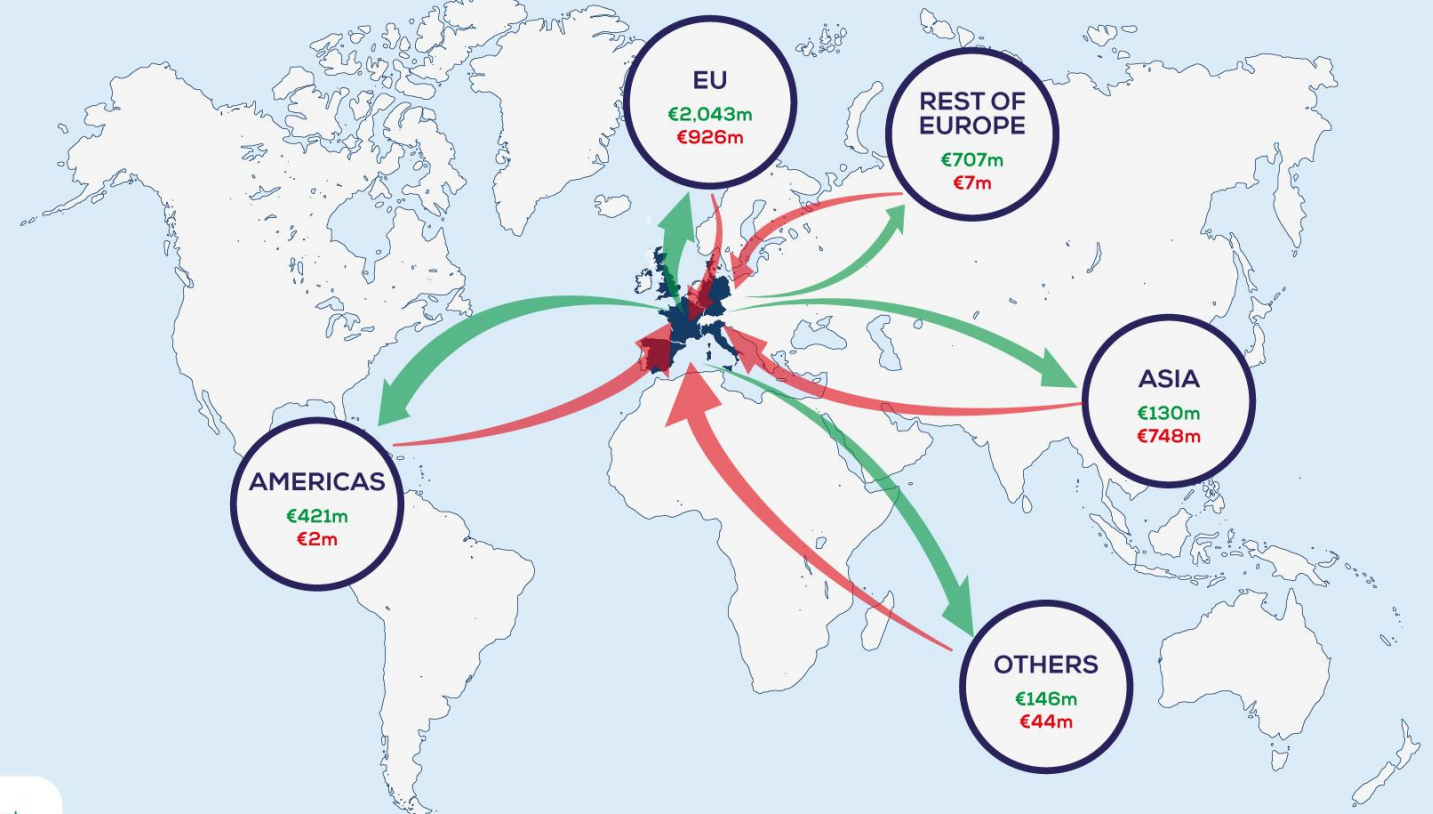 EU
€2,043m
€926m
REST OF
EUROPE
€707m
€7m
ASIA
€130m
€748m
AMERICAS
€421m
€2m
OTHERS
€146m
€44m